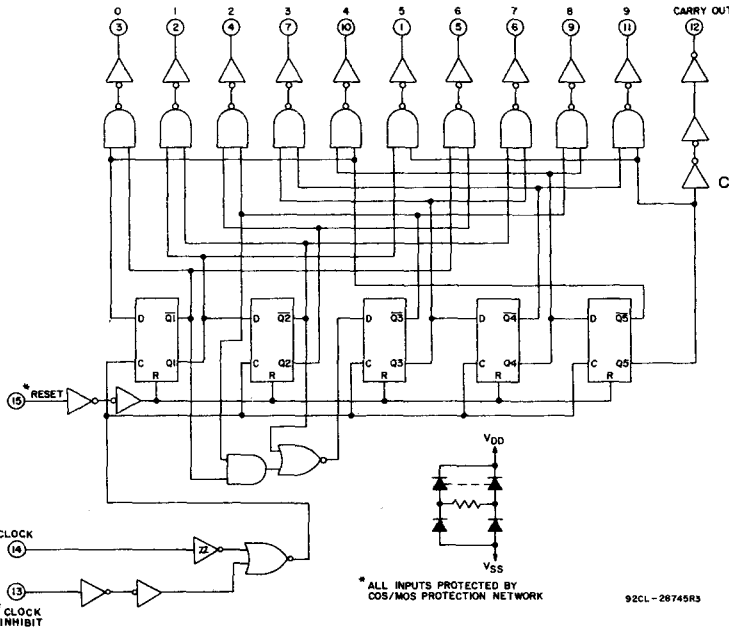 0 1 2 3 4 5 6 7 8 9 CARRY OUT
3 2 4 7 10 1 5 6 9 11 12
C
D Q1 D Q2 D Q3 D Q4 D Q5
C Q1 C Q2 C Q3 C Q4 C Q5
R R R R R
15 * RESET
VDD
CLOCK
14
VSS
13
* CLOCK
INHIBIT
* ALL INPUTS PROTECTED BY
COS/MOS PROTECTION NETWORK
92CL-28745R3